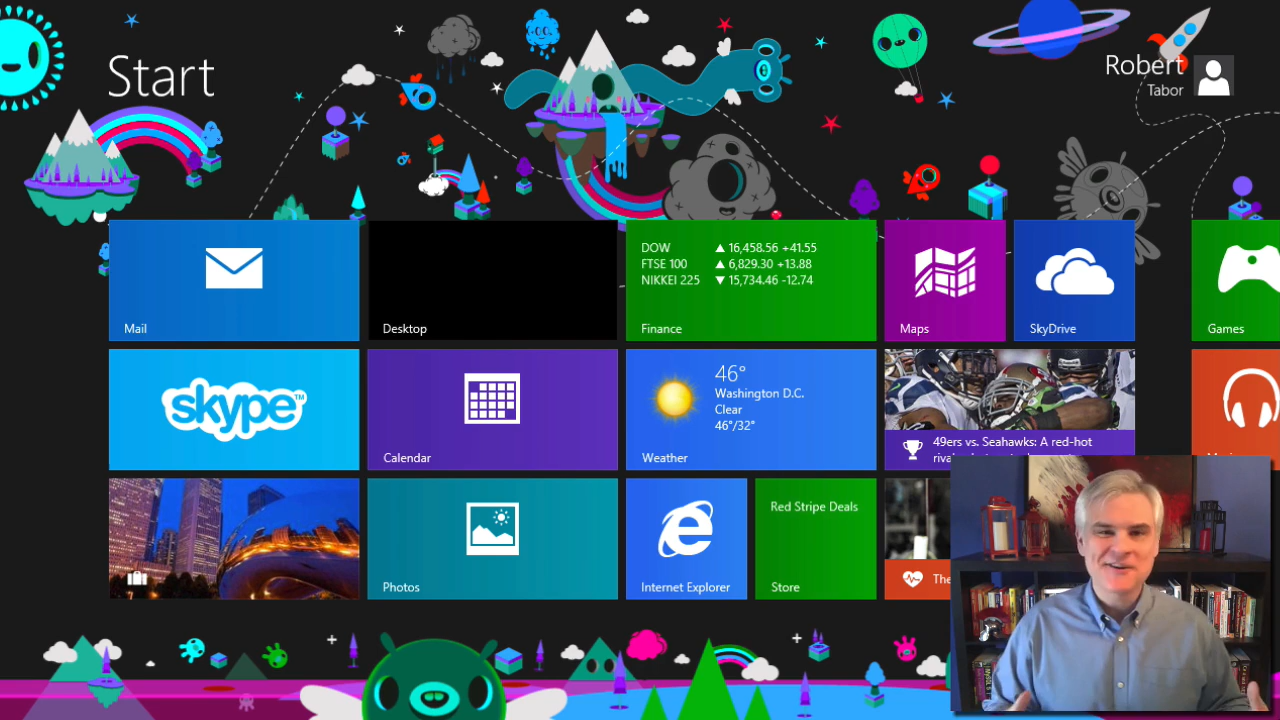 Start
Robert
Tabor
Mail
Desktop
DOW ▲ 16,458.56 +41.55
FTSE 100 ▲ 6,829.30 +13.88
NIKKEI 225 ▼ 15,734.46 -12.74
Finance
Maps
SkyDrive
Games
skype™
Calendar
46°
Washington D.C.
Clear
46°/32°
Weather
49ers vs. Seahawks: A red-hot
Photos
Internet Explorer
Red Stripe Deals
Store
The